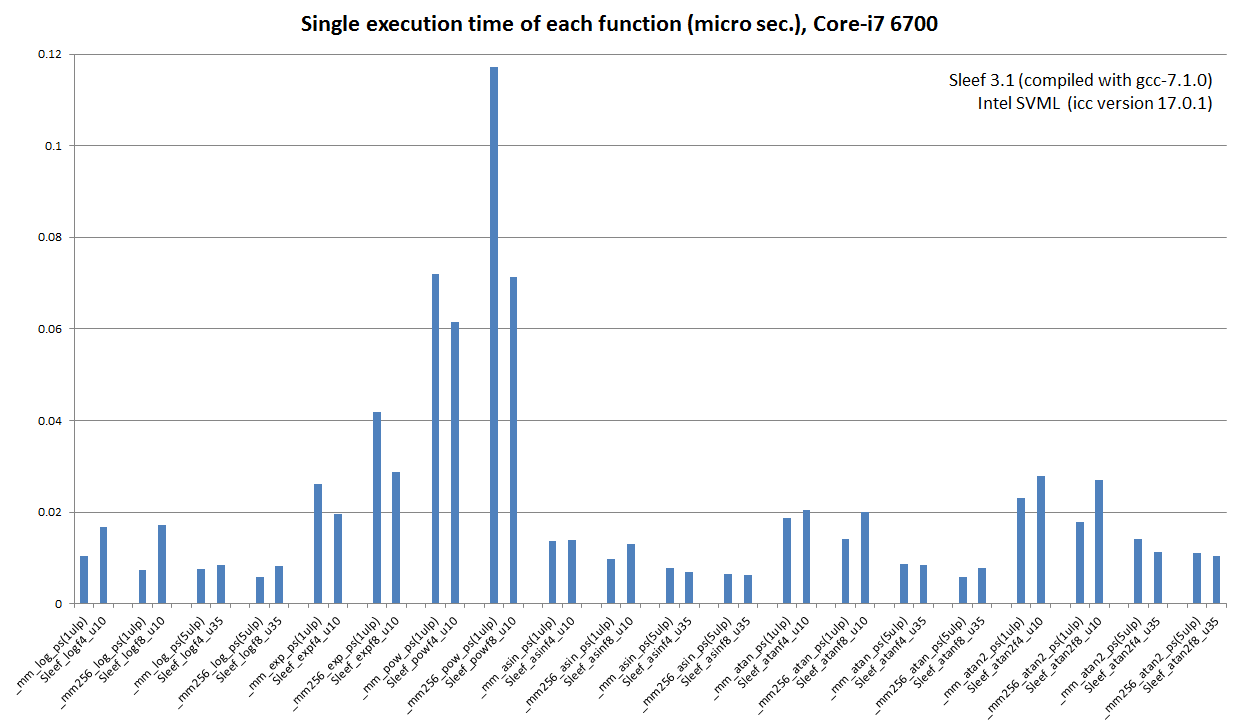 Single execution time of each function (micro sec.), Core-i7 6700
Sleef 3.1 (compiled with gcc-7.1.0)
Intel SVML (icc version 17.0.1)
0.12
0.1
0.08
0.06
0.04
0.02
0
_mm_log_ps(1ulp)
Sleef_logf4_u10
_mm256_log_ps(1ulp)
Sleef_logf8_u10
_mm_log_ps(5ulp)
Sleef_logf4_u35
_mm256_log_ps(5ulp)
Sleef_logf8_u35
_mm_exp_ps(1ulp)
Sleef_expf4_u10
_mm256_exp_ps(1ulp)
Sleef_expf8_u10
_mm_pow_ps(1ulp)
Sleef_powf4_u10
_mm256_pow_ps(1ulp)
Sleef_powf8_u10
_mm_asin_ps(1ulp)
Sleef_asinf4_u10
_mm256_asin_ps(1ulp)
Sleef_asinf8_u10
_mm_asin_ps(5ulp)
Sleef_asinf4_u35
_mm256_asin_ps(5ulp)
Sleef_asinf8_u35
_mm_atan_ps(1ulp)
Sleef_atanf4_u10
_mm256_atan_ps(1ulp)
Sleef_atanf8_u10
_mm_atan_ps(5ulp)
Sleef_atanf4_u35
_mm256_atan_ps(5ulp)
Sleef_atanf8_u35
_mm_atan2_ps(1ulp)
Sleef_atan2f4_u10
_mm256_atan2_ps(1ulp)
Sleef_atan2f8_u10
_mm_atan2_ps(5ulp)
Sleef_atan2f4_u35
_mm256_atan2_ps(5ulp)
Sleef_atan2f8_u35